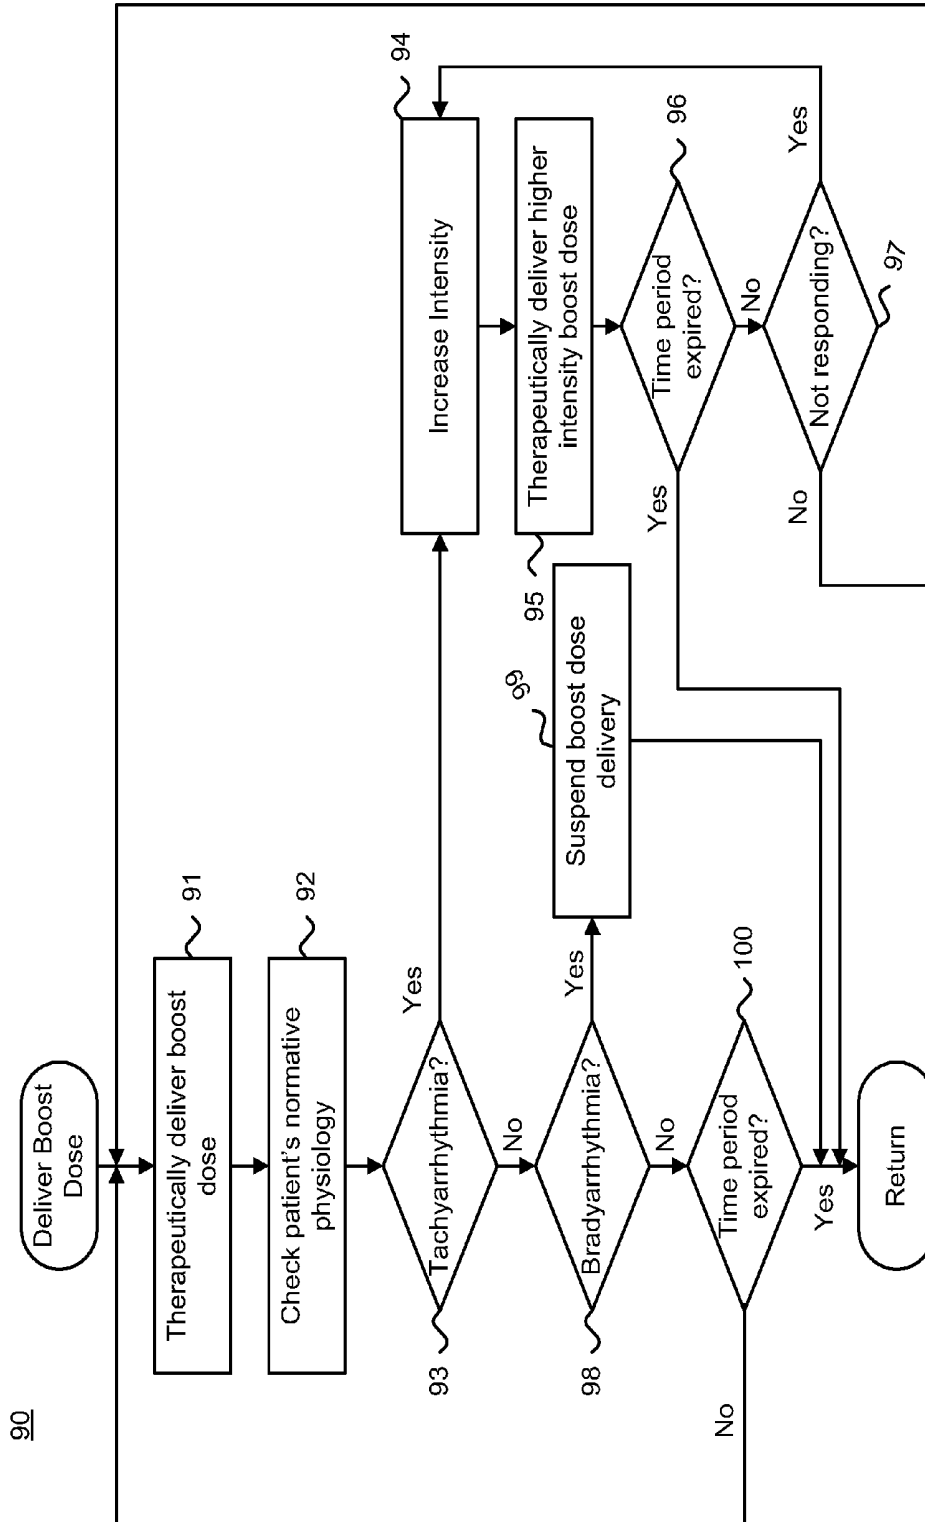 90
Deliver Boost
Dose
Therapeutically deliver boost
dose
91
Check patient's normative
physiology
92
Tachyarrhythmia?
93
Yes
No
Increase Intensity
94
Therapeutically deliver higher
intensity boost dose
95
Time period
expired?
96
Yes
No
Not responding?
97
Yes
No
Bradyarrhythmia?
98
Yes
No
Suspend boost dose
delivery
99
Time period
expired?
100
No
Yes
Return